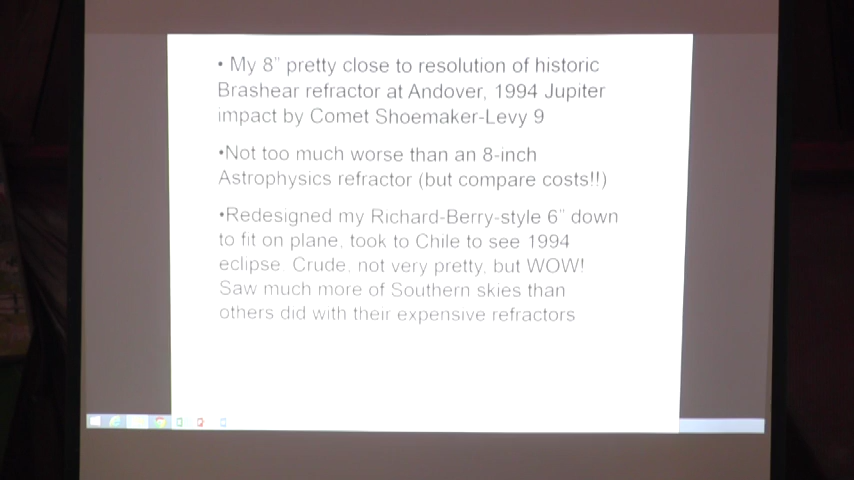 • My 8" pretty close to resolution of historic
Brashear refractor at Andover, 1994 Jupiter
impact by Comet Shoemaker-Levy 9
•Not too much worse than an 8-inch
Astrophysics refractor (but compare costs!!)
•Redesigned my Richard-Berry-style 6" down
to fit on plane, took to Chile to see 1994
eclipse. Crude, not very pretty, but WOW!
Saw much more of Southern skies than
others did with their expensive refractors